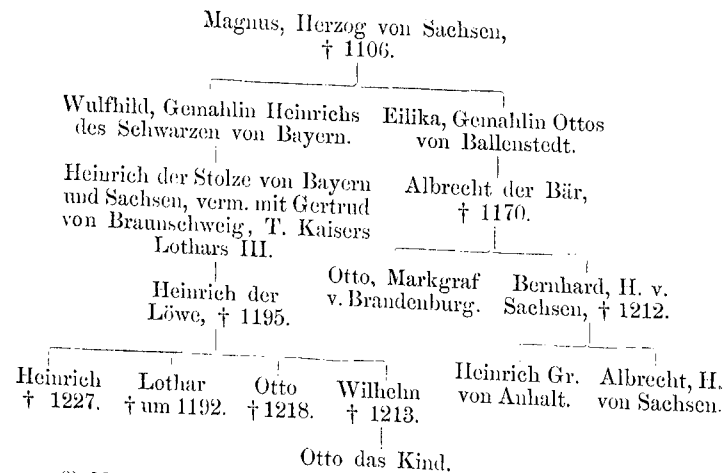 Magnus, Herzog von Sachsen,
† 1106.
Wulfhild, Gemahlin Heinrichs
des Schwarzen von Bayern.
Eilika, Gemahlin Ottos
von Ballenstedt.
Heinrich der Stolze von Bayern
und Sachsen, verm. mit Gertrud
von Braunschweig, T. Kaisers
Lothars III.
Albrecht der Bär,
† 1170.
Heinrich der
Löwe, † 1195.
Otto, Markgraf
v. Brandenburg.
Bernhard, H. v.
Sachsen, † 1212.
Heinrich
† 1227.
Lothar
† um 1192.
Otto
† 1218.
Wilhelm
† 1213.
Heinrich Gr.
von Anhalt.
Albrecht, H.
von Sachsen.
Otto das Kind.